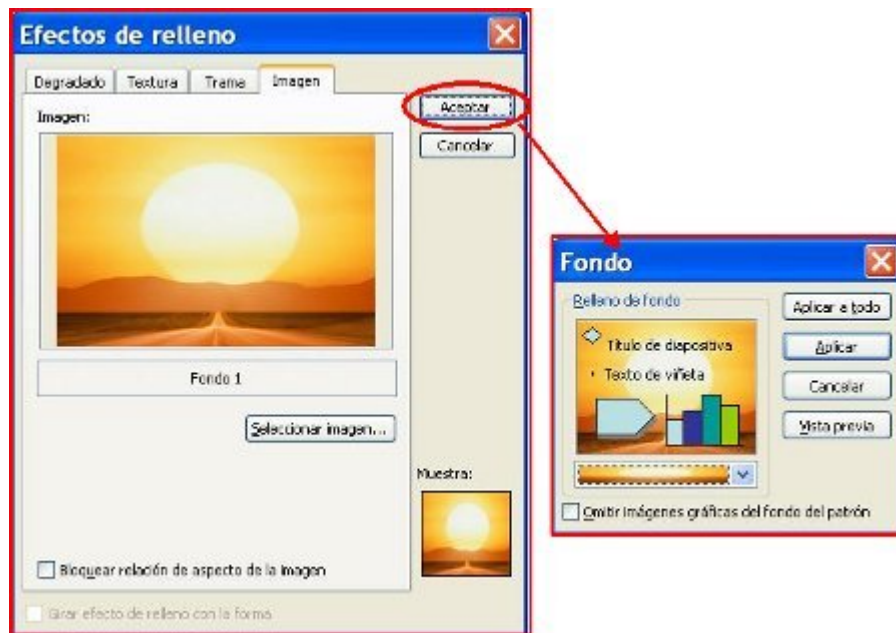 Efectos de relleno
Degradado Textura Trama Imagen
Imagen:
Aceptar
Cancelar
Fondo 1
Seleccionar imagen...
Muestra:
Bloquear relación de aspecto de la imagen
Girar efecto de relleno con la forma
Fondo
Relleno de fondo
Título de diapositiva
• Texto de viñeta
Aplicar a todo
Aplicar
Cancelar
Vista previa
Omitir imágenes gráficas del fondo del patrón